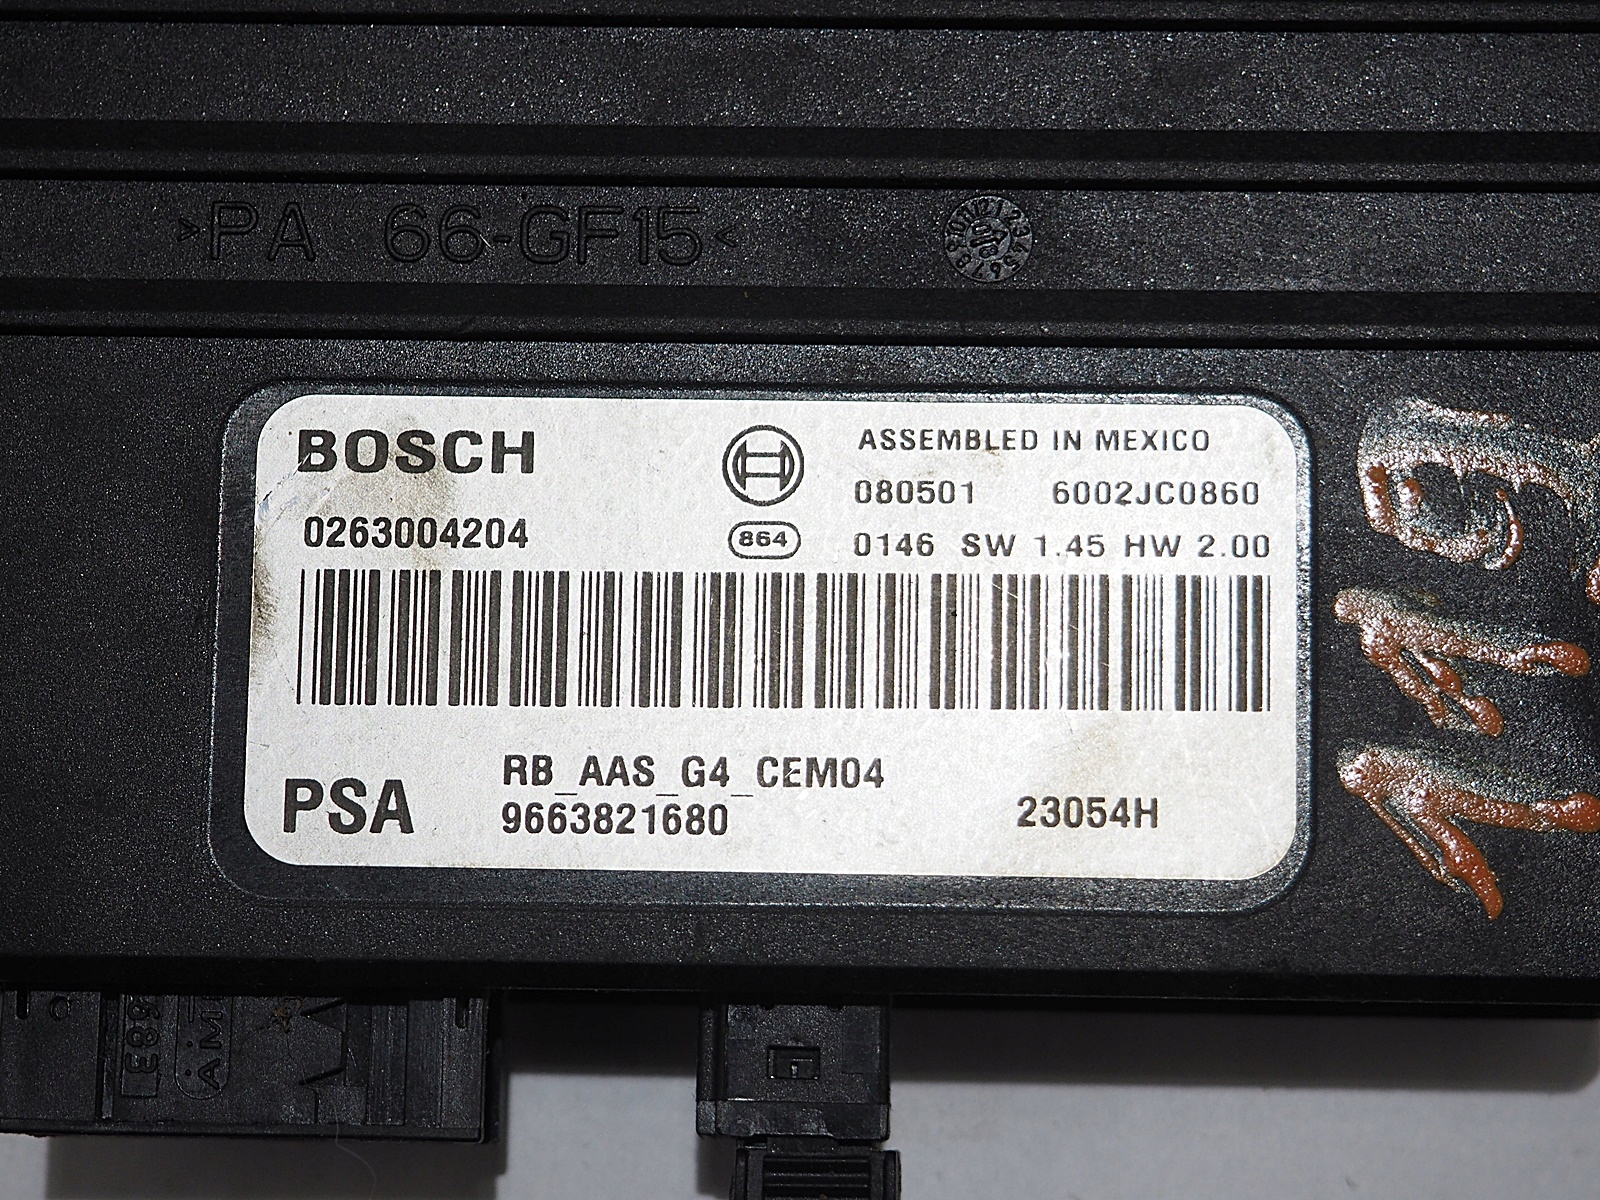 >PA 66-GF15<
BOSCH
ASSEMBLED IN MEXICO
080501 6002JC0860
0263004204
864
0146 SW 1.45 HW 2.00
RB_AAS_G4_CEM04
PSA
9663821680
23054H